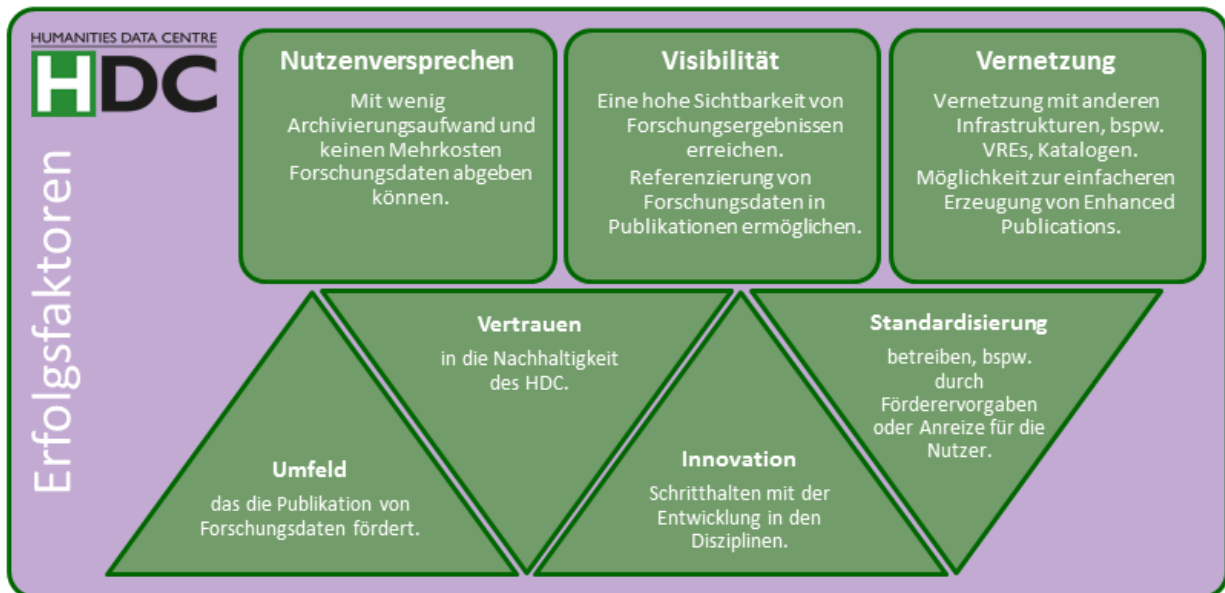 HUMANITIES DATA CENTRE
HDC
Erfolgsfaktoren
Nutzenversprechen
Mit wenig
Archivierungsaufwand und
keinen Mehrkosten
Forschungsdaten abgeben
können.
Visibilität
Eine hohe Sichtbarkeit von
Forschungsergebnissen
erreichen.
Referenzierung von
Forschungsdaten in
Publikationen ermöglichen.
Vernetzung
Vernetzung mit anderen
Infrastrukturen, bspw.
VREs, Katalogen.
Möglichkeit zur einfacheren
Erzeugung von Enhanced
Publications.
Umfeld
das die Publikation von
Forschungsdaten fördert.
Vertrauen
in die Nachhaltigkeit
des HDC.
Innovation
Schritthalten mit der
Entwicklung in den
Disziplinen.
Standardisierung
betreiben, bspw.
durch
Förderervorgaben
oder Anreize für die
Nutzer.